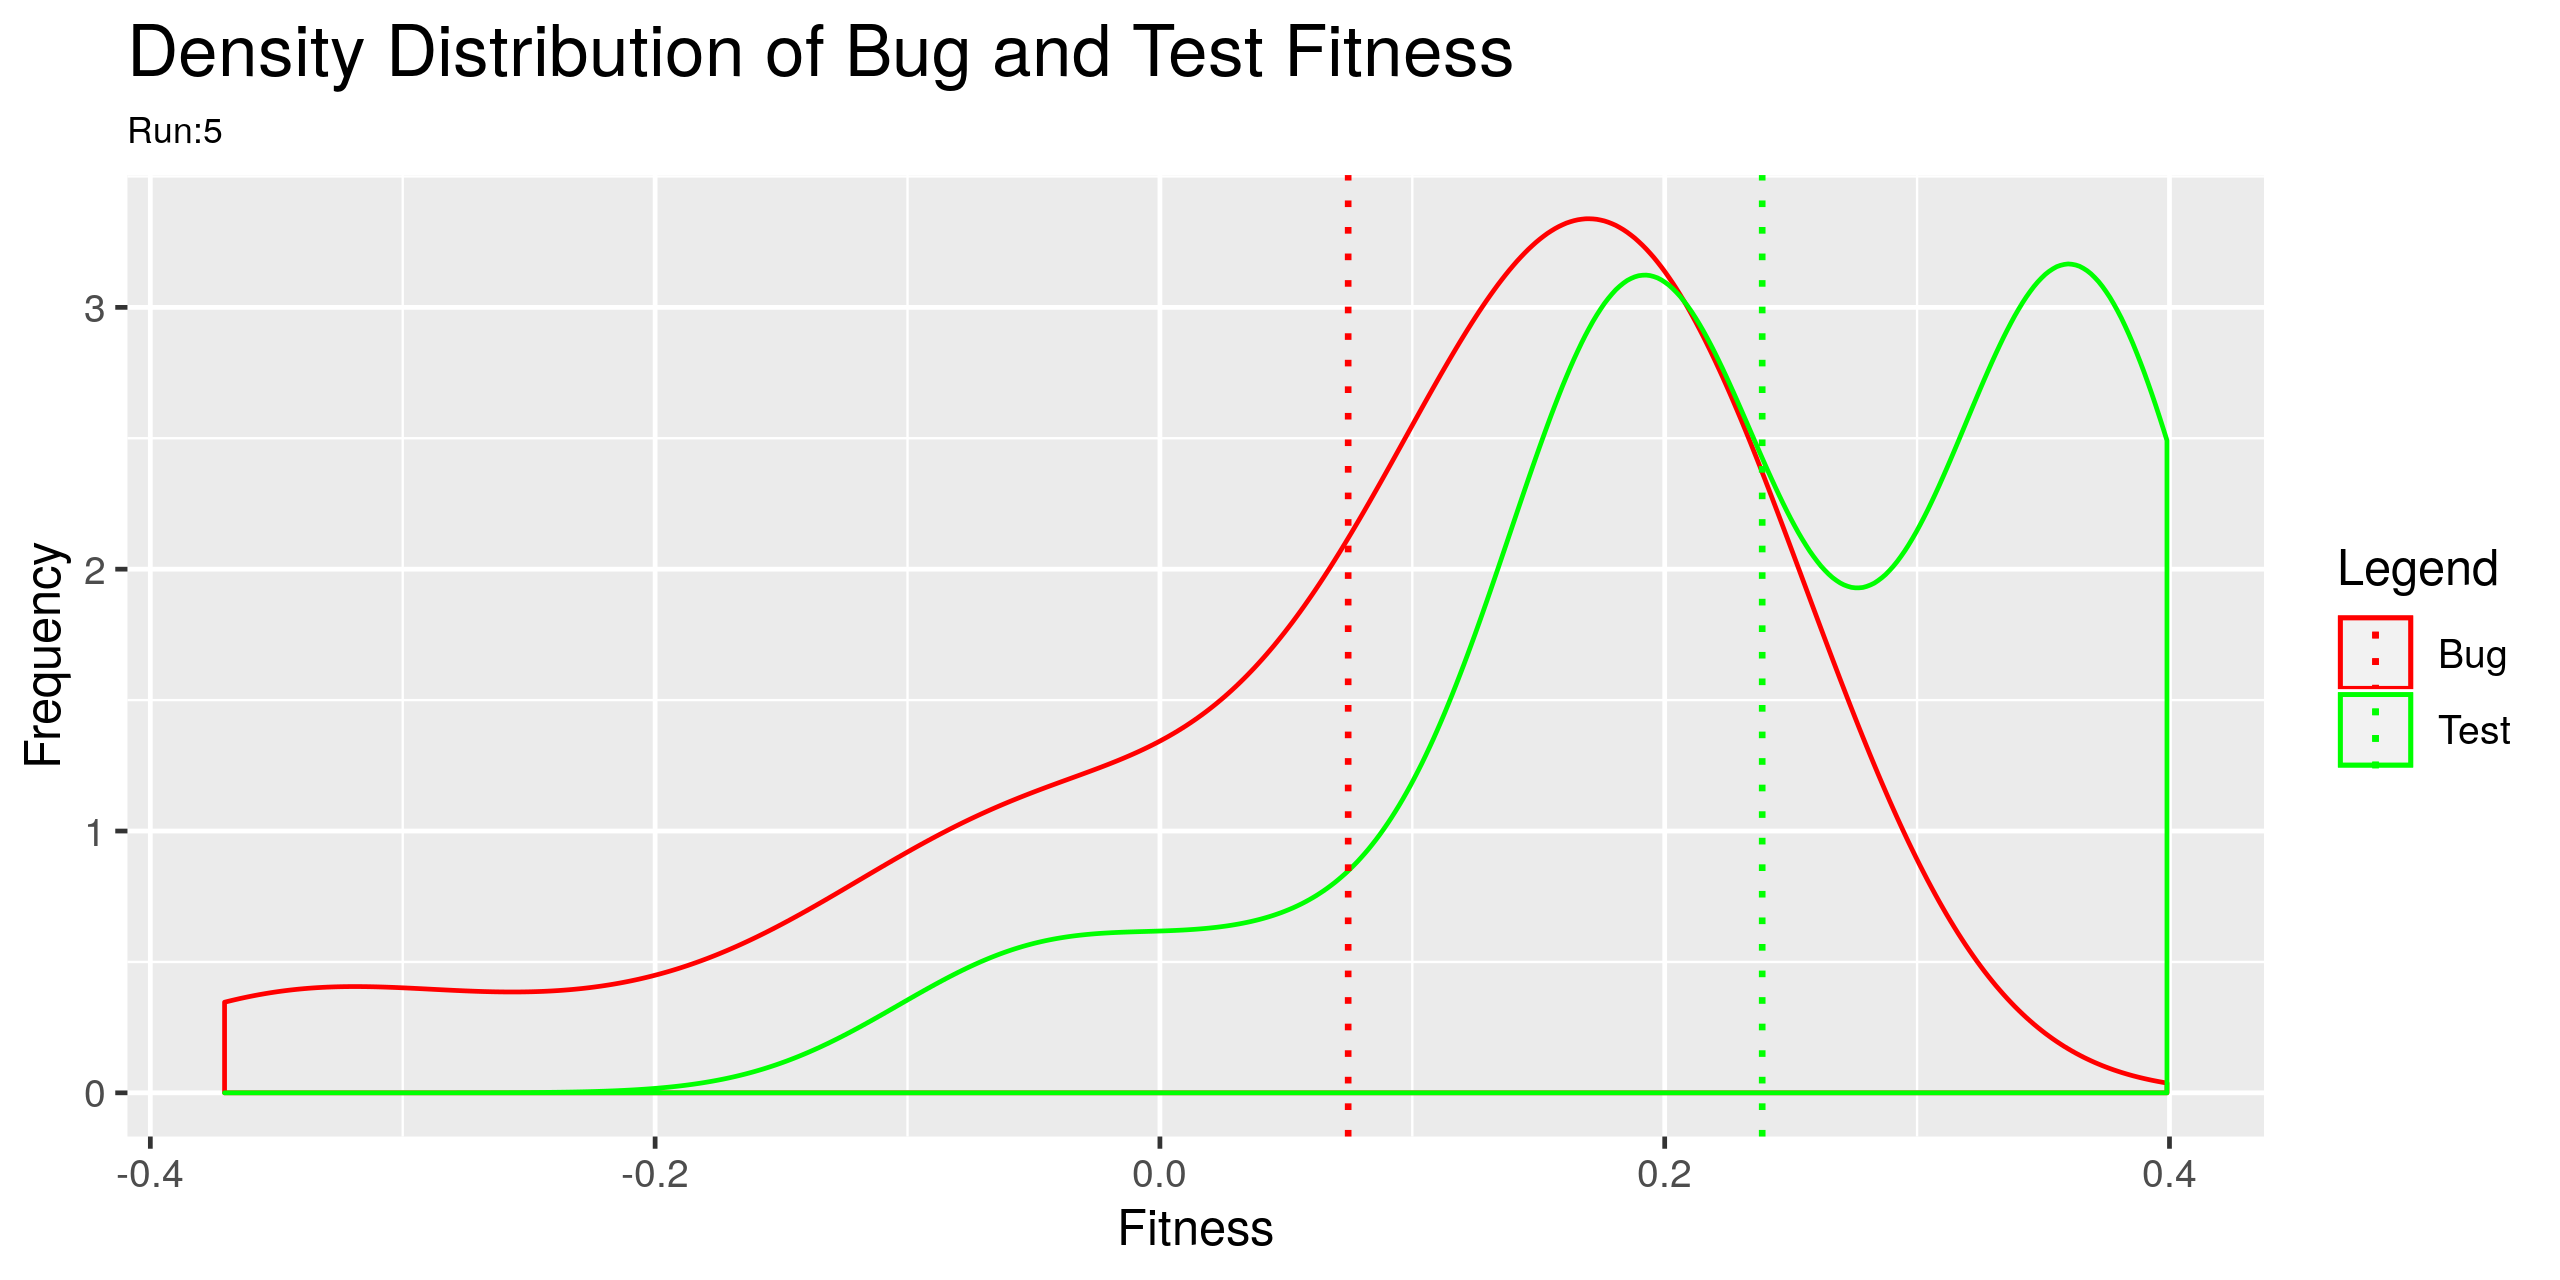 Density Distribution of Bug and Test Fitness
Run:5
Frequency
3
2
1
0
-0.4
-0.2
0.0
0.2
0.4
Fitness
Legend
Bug
Test